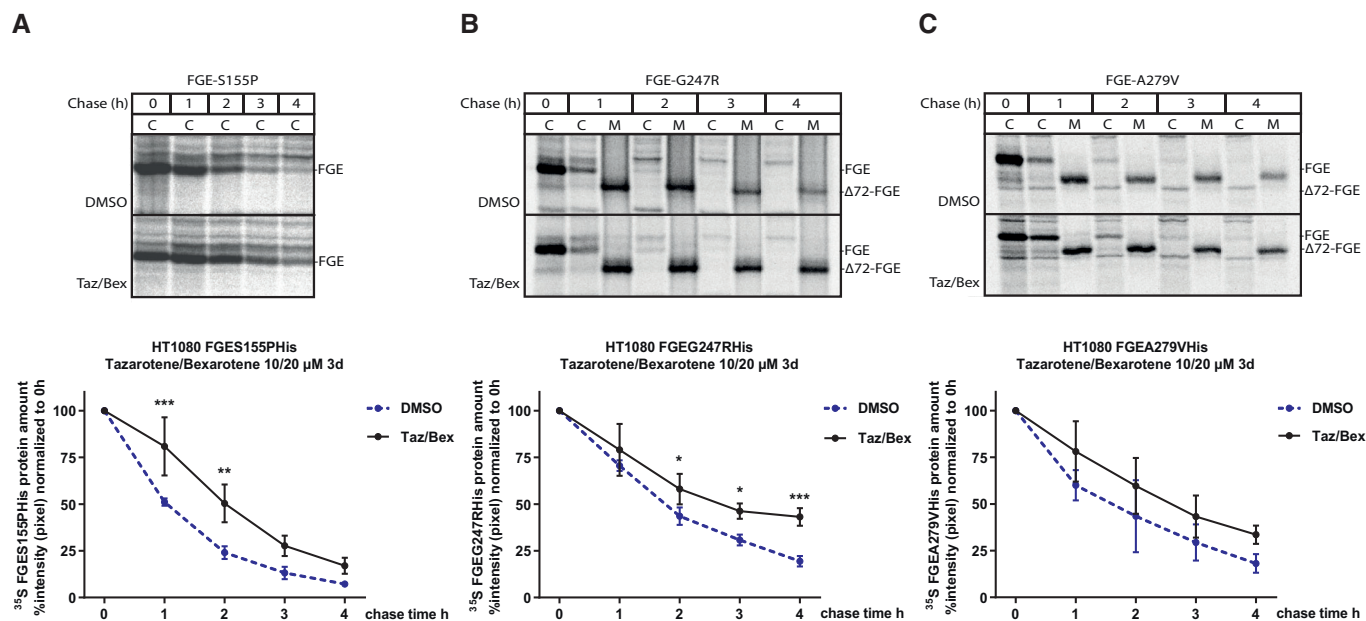 A
FGE-S155P
Chase (h) 0 1 2 3 4
C C C C C
-FGE
DMSO
-FGE
Taz/Bex
HT1080 FGES155PHis
Tazarotene/Bexarotene 10/20 µM 3d
35S FGES155PHis protein amount
%intensity (pixel) normalized to 0h
100
75
50
25
0
***
**
DMSO
Taz/Bex
0 1 2 3 4 chase time h
B
FGE-G247R
Chase (h) 0 1 2 3 4
C C M C M C M C M
-FGE
-Δ72-FGE
DMSO
-FGE
-Δ72-FGE
Taz/Bex
HT1080 FGEG247RHis
Tazarotene/Bexarotene 10/20 µM 3d
35S FGEG247RHis protein amount
%intensity (pixel) normalized to 0h
100
75
50
25
0
*
*
***
DMSO
Taz/Bex
0 1 2 3 4 chase time h
C
FGE-A279V
Chase (h) 0 1 2 3 4
C C M C M C M C M
-FGE
-Δ72-FGE
DMSO
-FGE
-Δ72-FGE
Taz/Bex
HT1080 FGEA279VHis
Tazarotene/Bexarotene 10/20 µM 3d
35S FGEA279VHis protein amount
%intensity (pixel) normalized to 0h
100
75
50
25
0
DMSO
Taz/Bex
0 1 2 3 4 chase time h